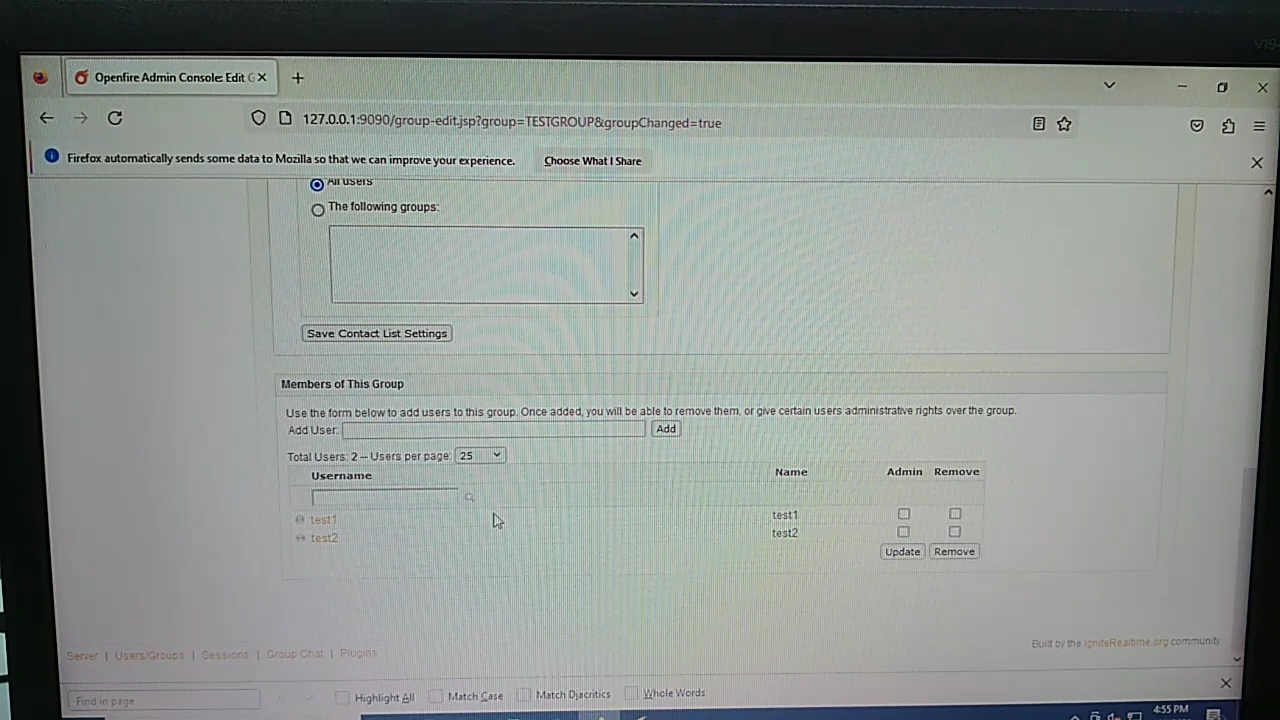 V19
Openfire Admin Console: Edit G
127.0.0.1:9090/group-edit.jsp?group=TESTGROUP&groupChanged=true
Firefox automatically sends some data to Mozilla so that we can improve your experience. Choose What I Share
All users
The following groups:
Save Contact List Settings
Members of This Group
Use the form below to add users to this group. Once added, you will be able to remove them, or give certain users administrative rights over the group.
Add User: Add
Total Users: 2 -- Users per page: 25
Username Name Admin Remove
test1 test1
test2 test2
Update Remove
Built by the IgniteRealtime.org community.
Server | Users/Groups | Sessions | Group Chat | Plugins
Find in page Highlight All Match Case Match Diacritics Whole Words
4:55 PM